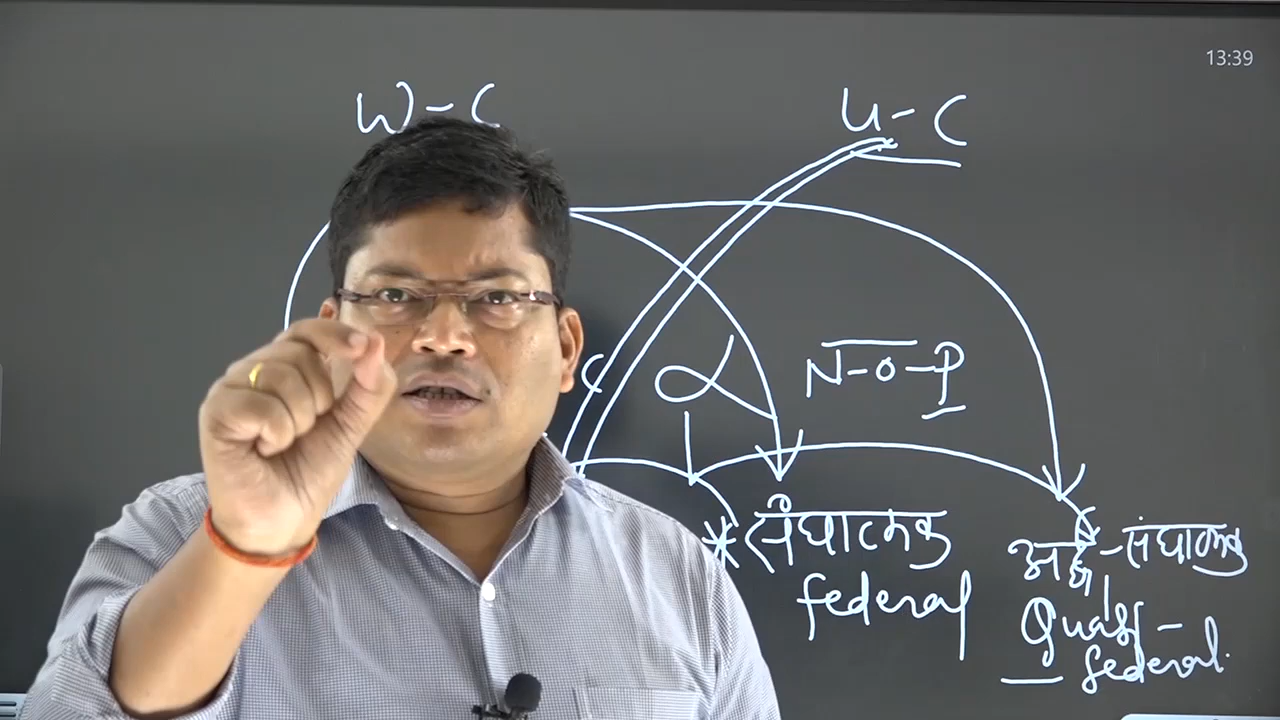 13:39
W-C
U-C
N-O-P
संघात्मक
federal
अर्द्ध-संघात्मक
Quasi-
federal.